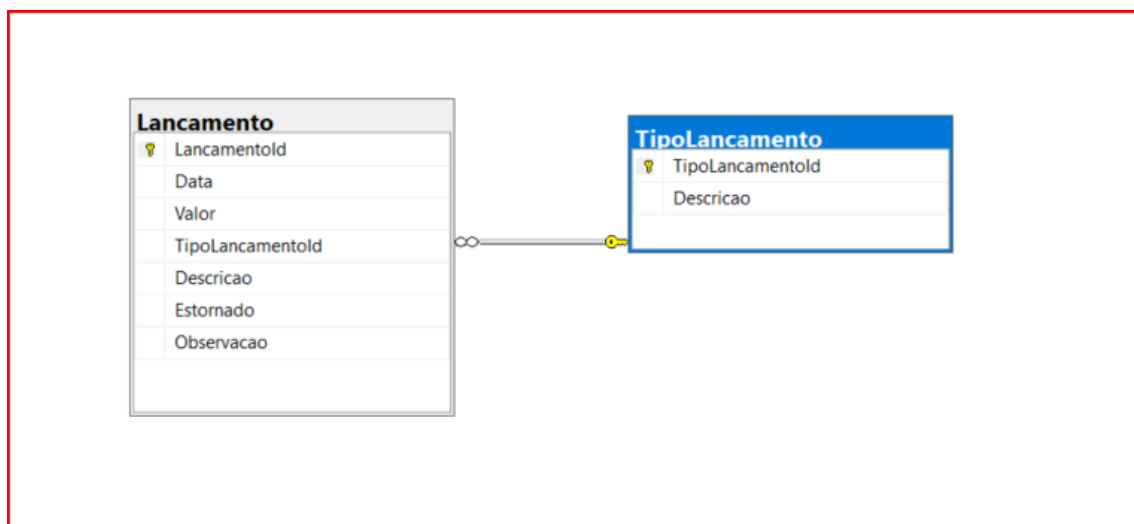 Lancamento
LancamentoId
Data
Valor
TipoLancamentoId
Descricao
Estornado
Observacao
TipoLancamento
TipoLancamentoId
Descricao